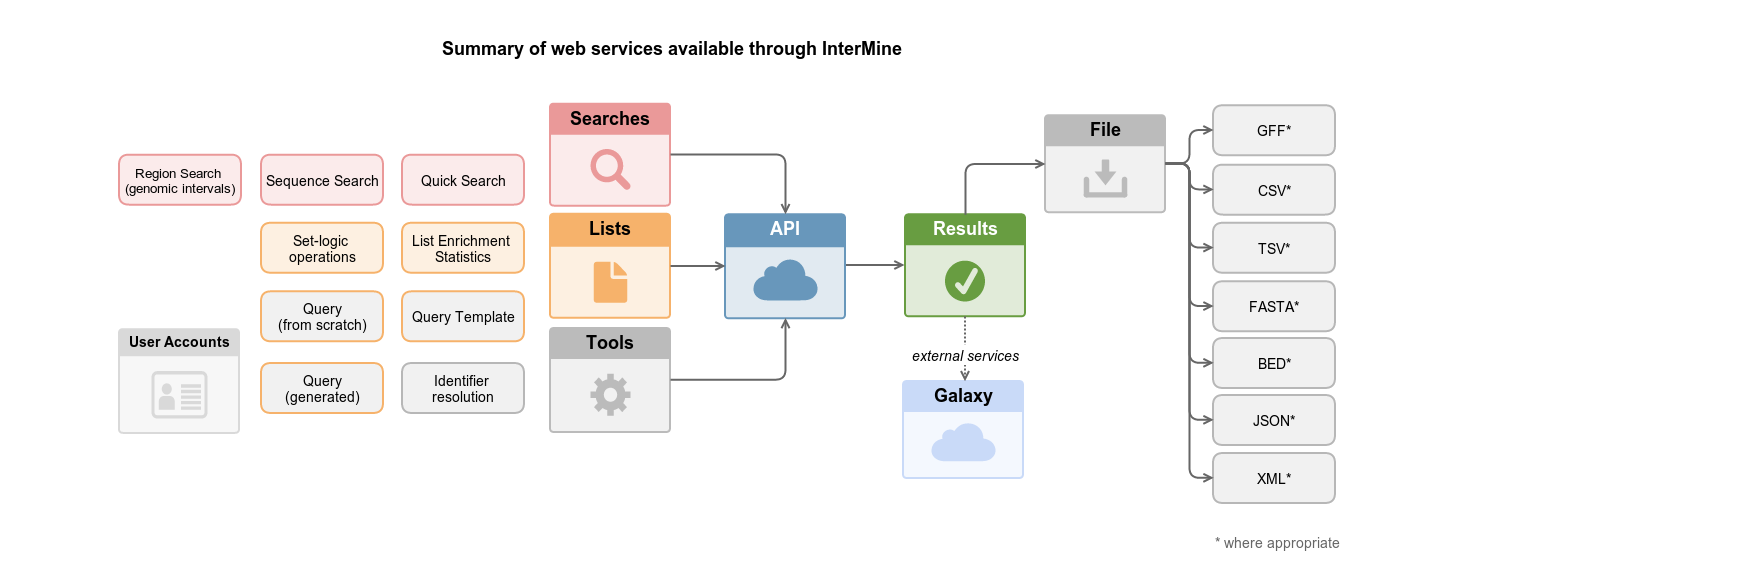 Summary of web services available through InterMine
Region Search
(genomic intervals)
Sequence Search
Quick Search
Set-logic
operations
List Enrichment
Statistics
Query
(from scratch)
Query Template
User Accounts
Query
(generated)
Identifier
resolution
Searches
Lists
Tools
API
Results
external services
Galaxy
File
GFF*
CSV*
TSV*
FASTA*
BED*
JSON*
XML*
* where appropriate